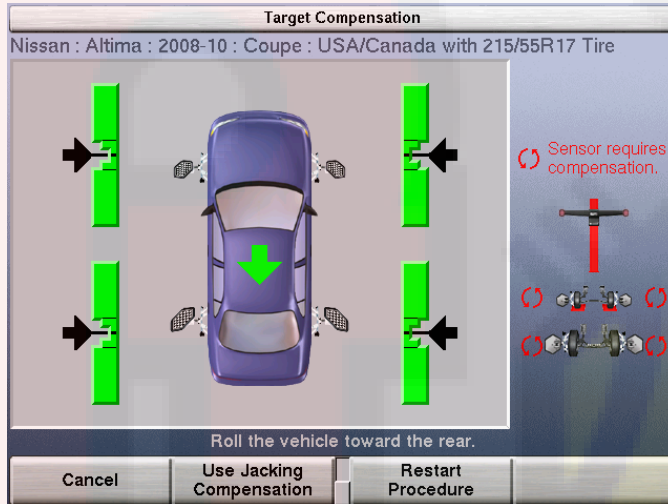 Target Compensation
Nissan : Altima : 2008-10 : Coupe : USA/Canada with 215/55R17 Tire
Sensor requires
compensation.
Roll the vehicle toward the rear.
Cancel
Use Jacking
Compensation
Restart
Procedure